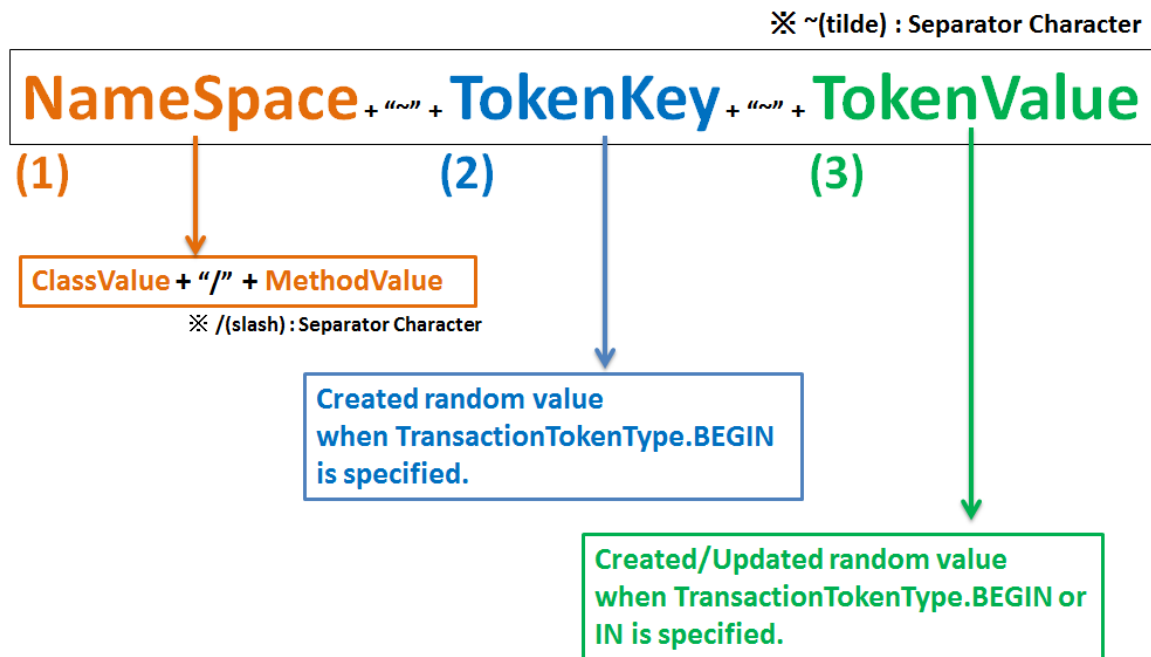 ※ ~(tilde) : Separator Character
NameSpace + “~” + TokenKey + “~” + TokenValue
(1) (2) (3)
ClassValue + “/” + MethodValue
※ /(slash) : Separator Character
Created random value
when TransactionTokenType.BEGIN
is specified.
Created/Updated random value
when TransactionTokenType.BEGIN or
IN is specified.